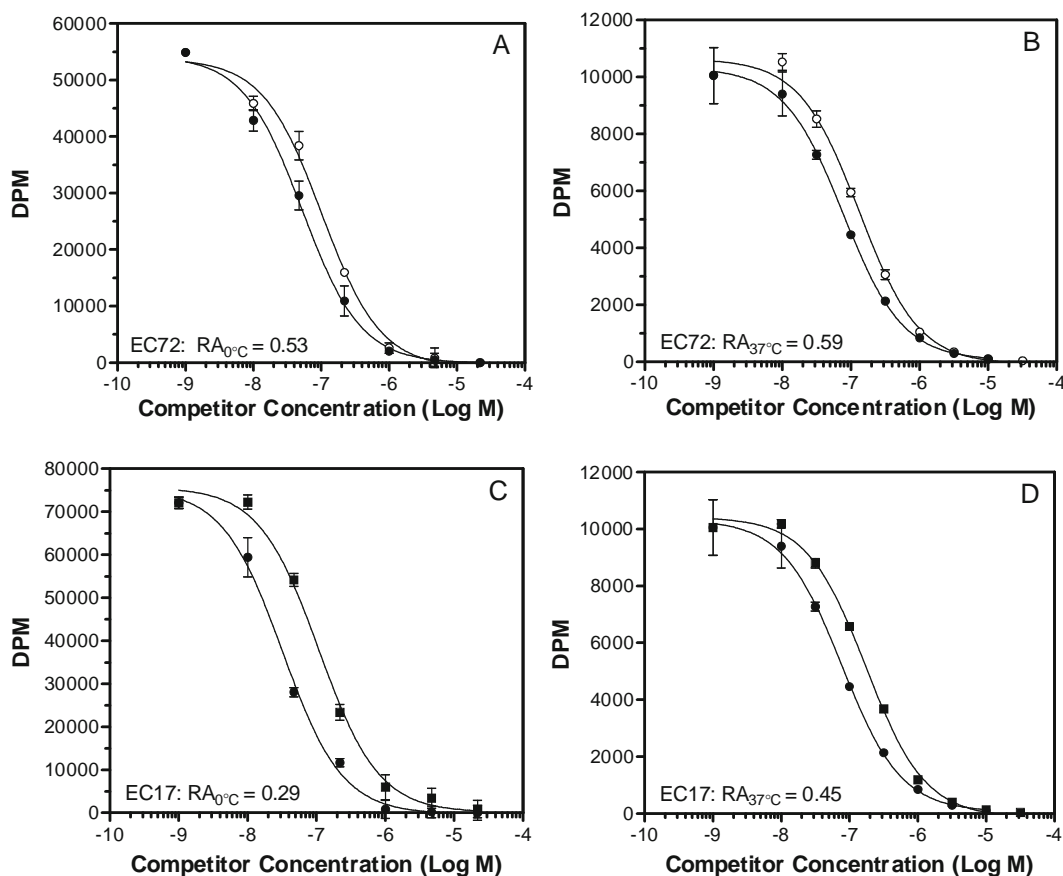 A
60000
50000
40000
30000
20000
10000
0
DPM
EC72: RA0°C = 0.53
-10 -9 -8 -7 -6 -5 -4
Competitor Concentration (Log M)
B
12000
10000
8000
6000
4000
2000
0
DPM
EC72: RA37°C = 0.59
-10 -9 -8 -7 -6 -5 -4
Competitor Concentration (Log M)
C
80000
70000
60000
50000
40000
30000
20000
10000
0
DPM
EC17: RA0°C = 0.29
-10 -9 -8 -7 -6 -5 -4
Competitor Concentration (Log M)
D
12000
10000
8000
6000
4000
2000
0
DPM
EC17: RA37°C = 0.45
-10 -9 -8 -7 -6 -5 -4
Competitor Concentration (Log M)